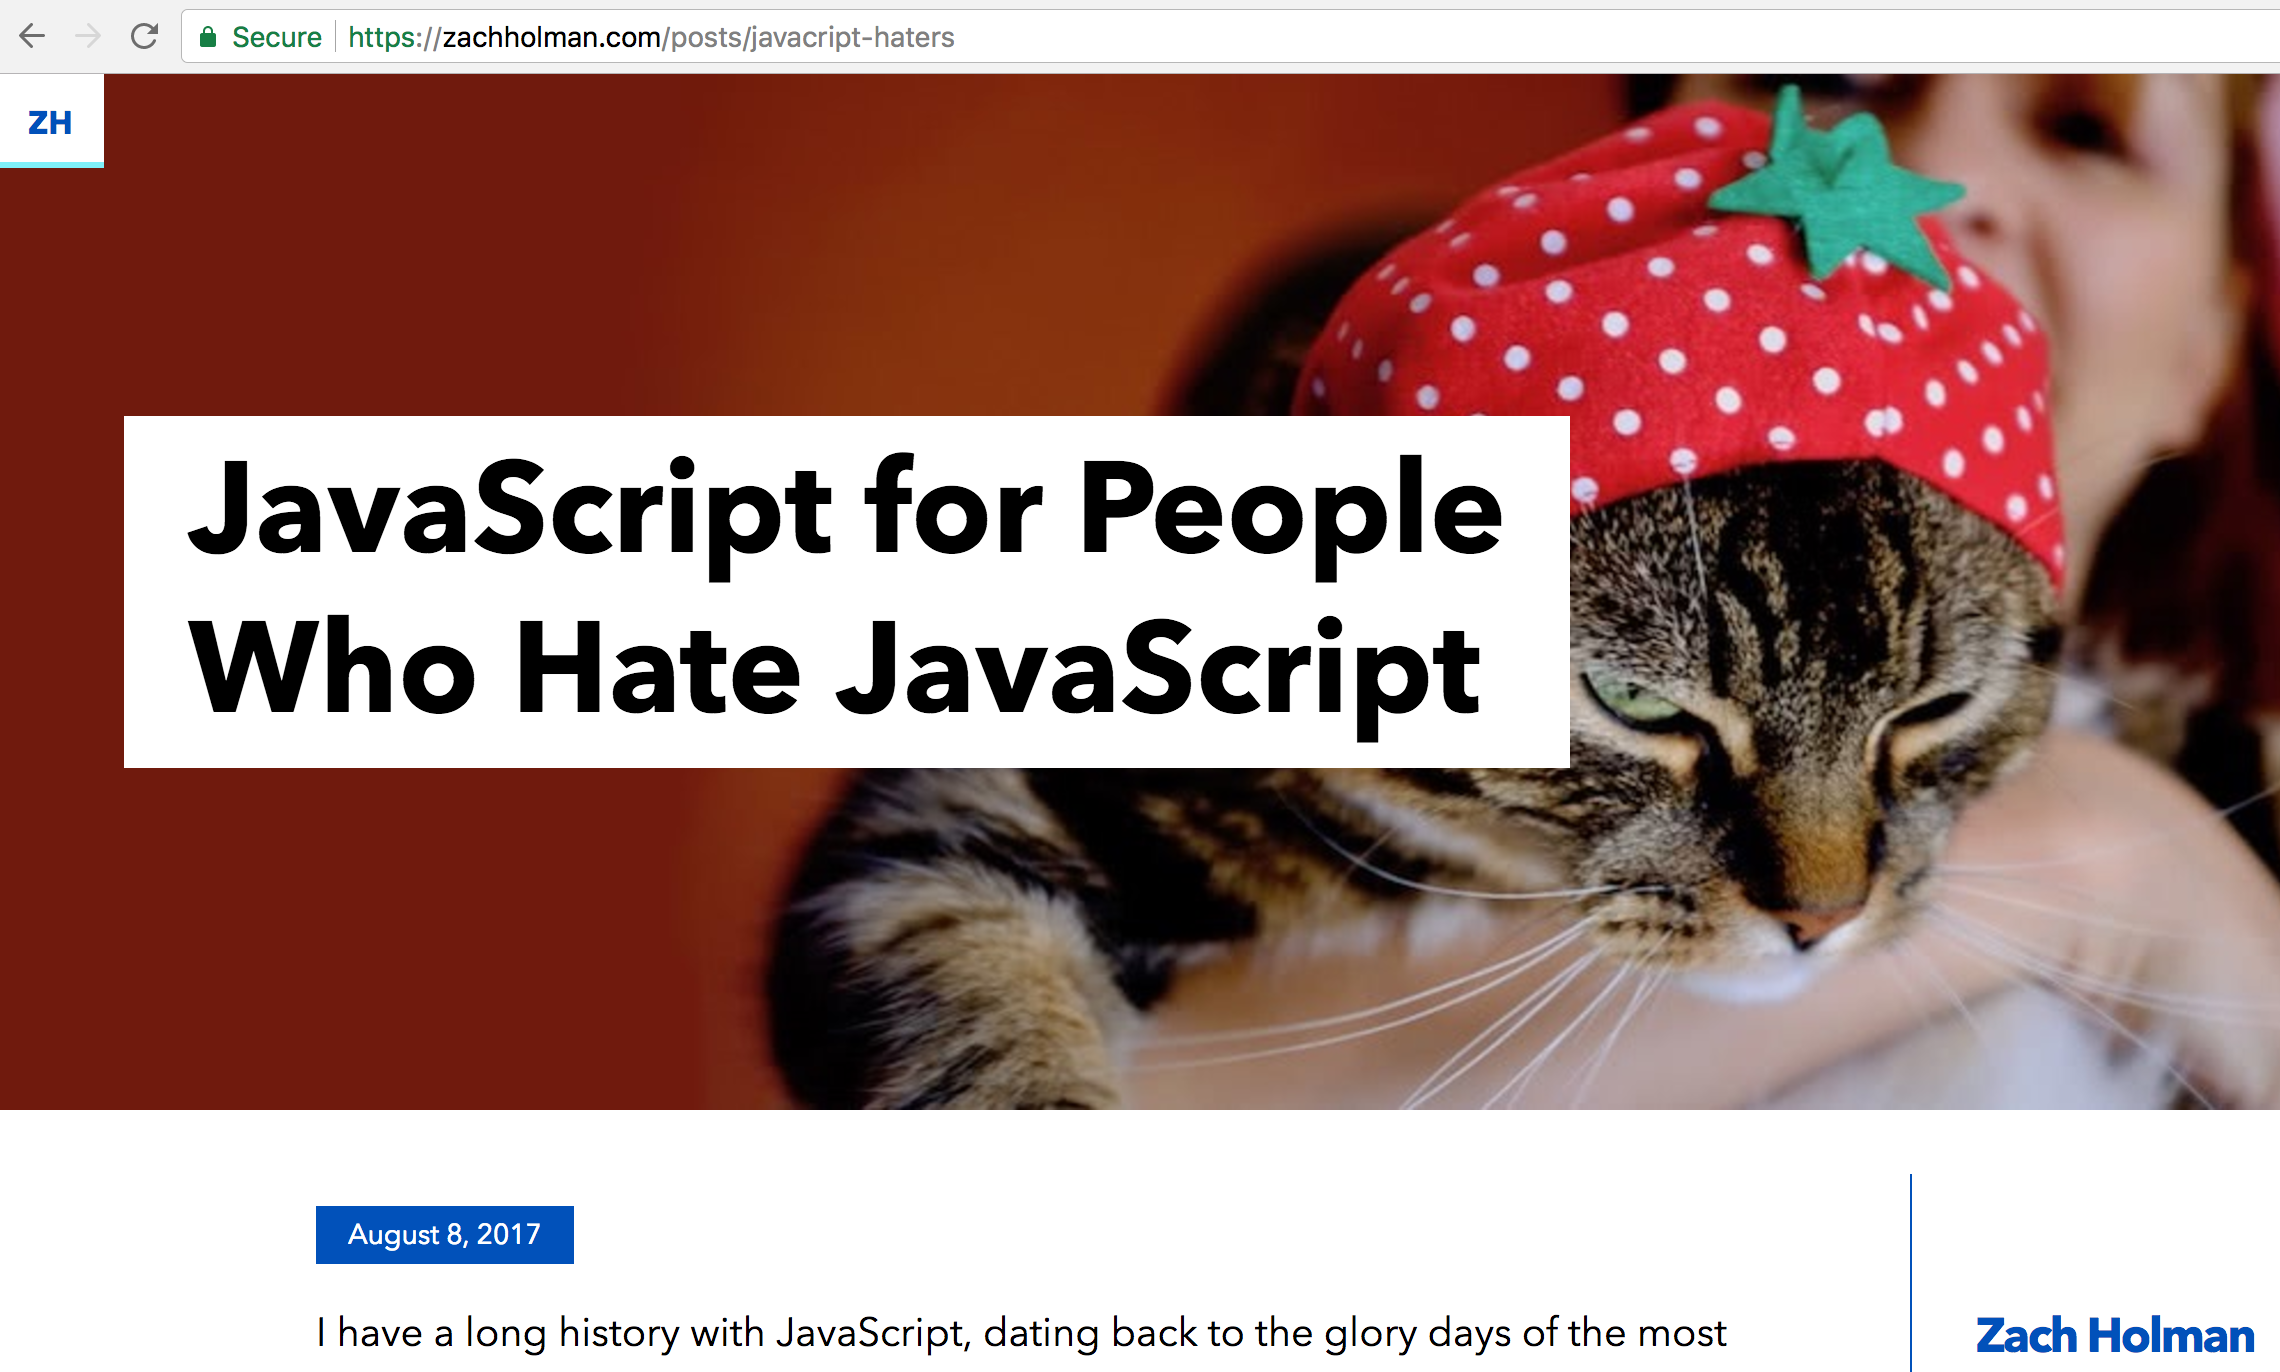 Secure https://zachholman.com/posts/javacript-haters
ZH
JavaScript for People
Who Hate JavaScript
August 8, 2017
I have a long history with JavaScript, dating back to the glory days of the most
Zach Holman